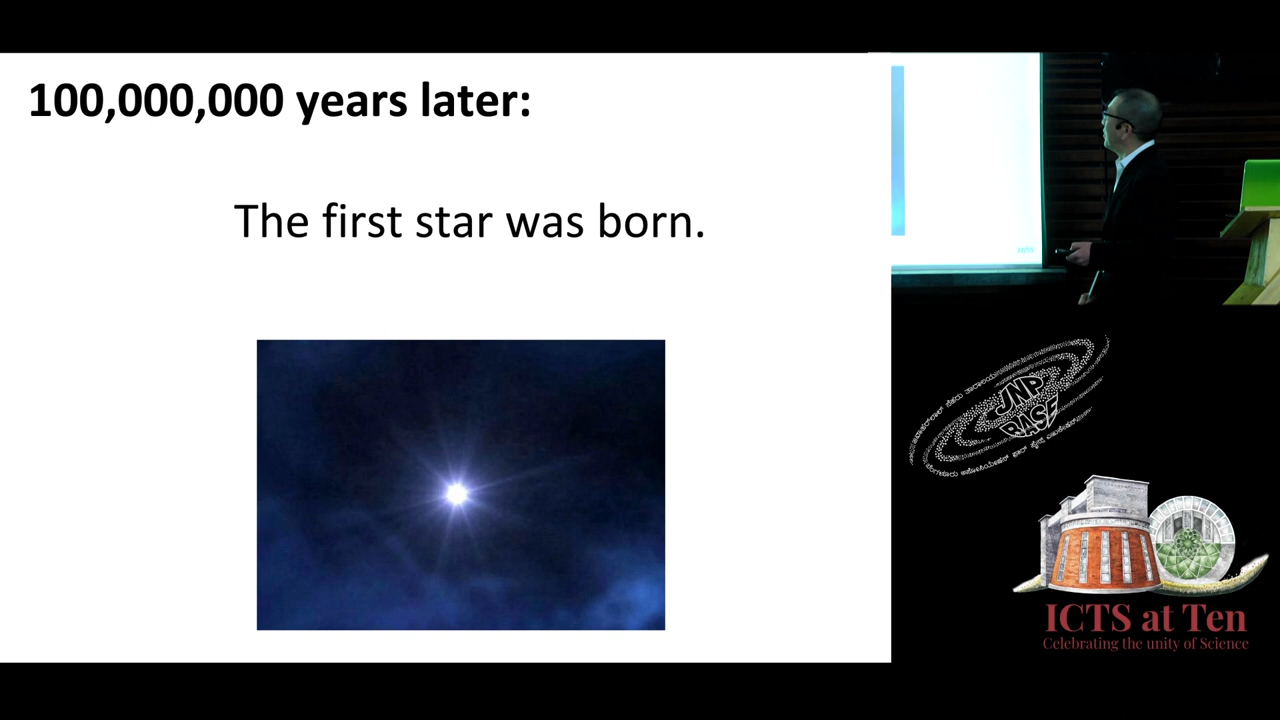 100,000,000 years later:
The first star was born.
JNP
BASE
ICTS at Ten
Celebrating the unity of Science